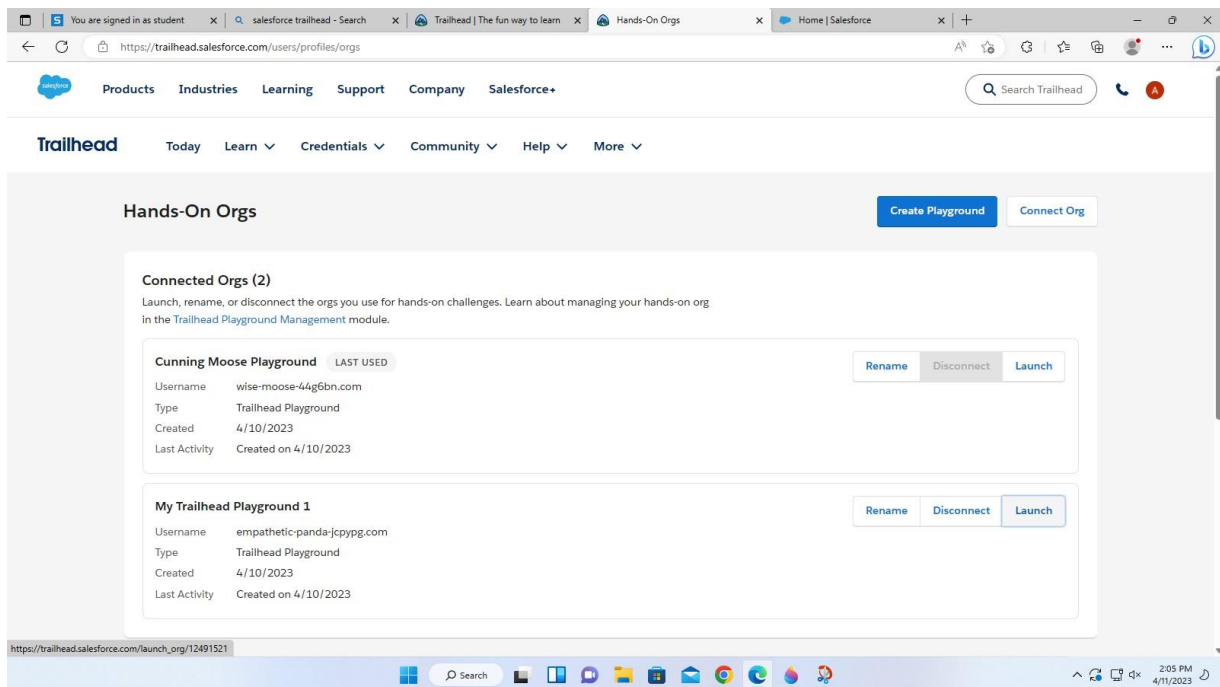 You are signed in as student
salesforce trailhead - Search
Trailhead | The fun way to learn
Hands-On Orgs
Home | Salesforce
https://trailhead.salesforce.com/users/profiles/orgs
salesforce
Products Industries Learning Support Company Salesforce+
Search Trailhead
A
Trailhead
Today Learn Credentials Community Help More
Hands-On Orgs
Create Playground
Connect Org
Connected Orgs (2)
Launch, rename, or disconnect the orgs you use for hands-on challenges. Learn about managing your hands-on org
in the Trailhead Playground Management module.
Cunning Moose Playground LAST USED
Rename Disconnect Launch
Username wise-moose-44g6bn.com
Type Trailhead Playground
Created 4/10/2023
Last Activity Created on 4/10/2023
My Trailhead Playground 1
Rename Disconnect Launch
Username empathetic-panda-jcpypg.com
Type Trailhead Playground
Created 4/10/2023
Last Activity Created on 4/10/2023
https://trailhead.salesforce.com/launch_org/12491521
Search
2:05 PM
4/11/2023